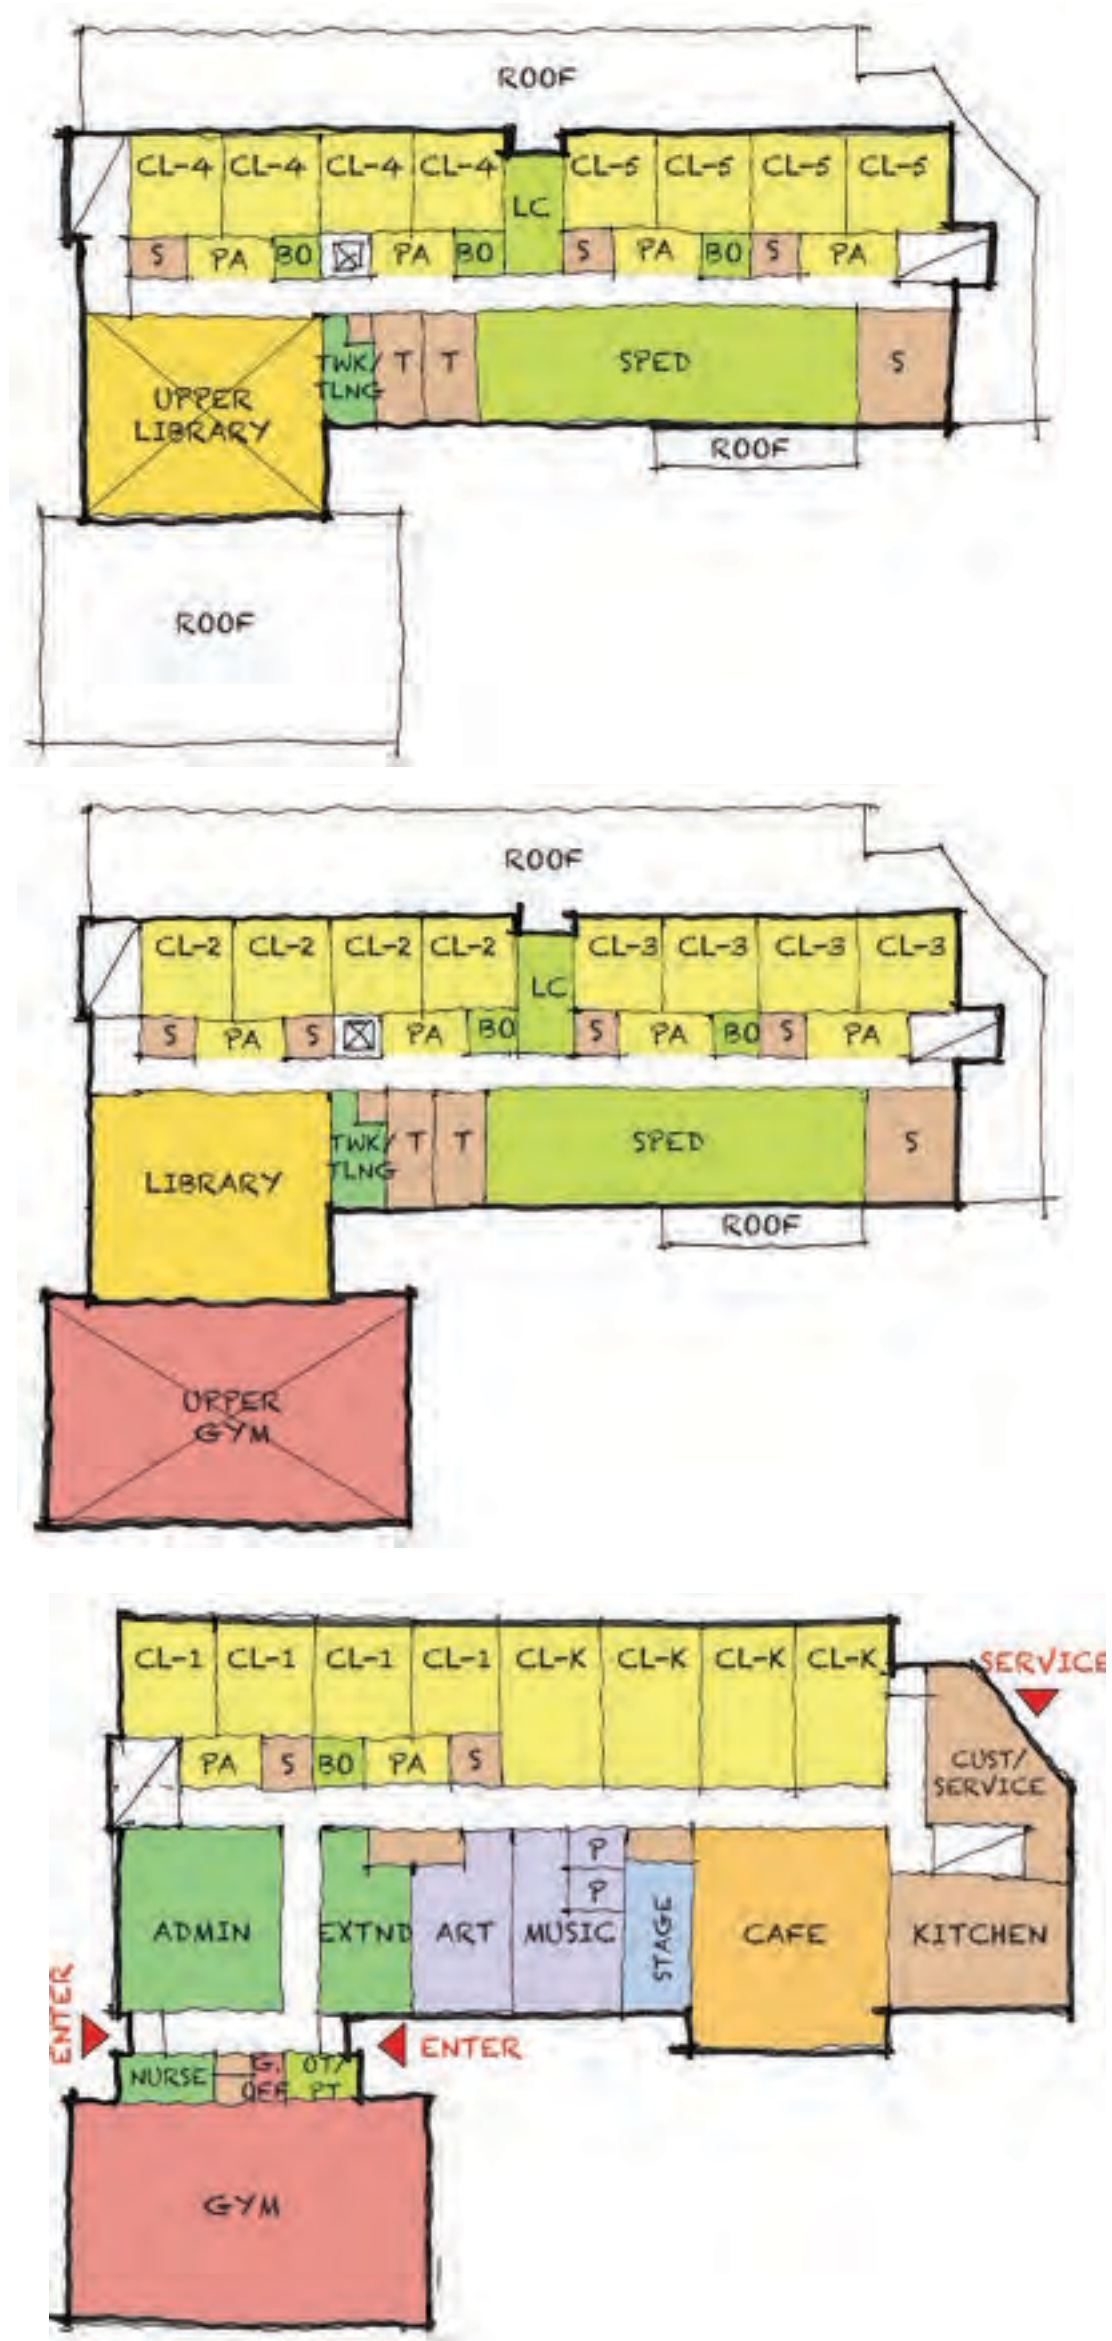 ROOF
CL-4 CL-4 CL-4 CL-4 CL-5 CL-5 CL-5 CL-5
LC
S PA BO PA BO S PA BO S PA
TWK/ T T SPED S
TLNG
UPPER
LIBRARY
ROOF
ROOF
ROOF
CL-2 CL-2 CL-2 CL-2 CL-3 CL-3 CL-3 CL-3
LC
S PA S PA BO S PA BO S PA
TWK/ T T SPED S
TLNG
LIBRARY
ROOF
UPPER
GYM
CL-1 CL-1 CL-1 CL-1 CL-K CL-K CL-K CL-K
SERVICE
PA S BO PA S
CUST/
SERVICE
P
P
ADMIN EXTND ART MUSIC STAGE CAFE KITCHEN
ENTER
ENTER
NURSE
G.
OFF
OT/
PT
GYM